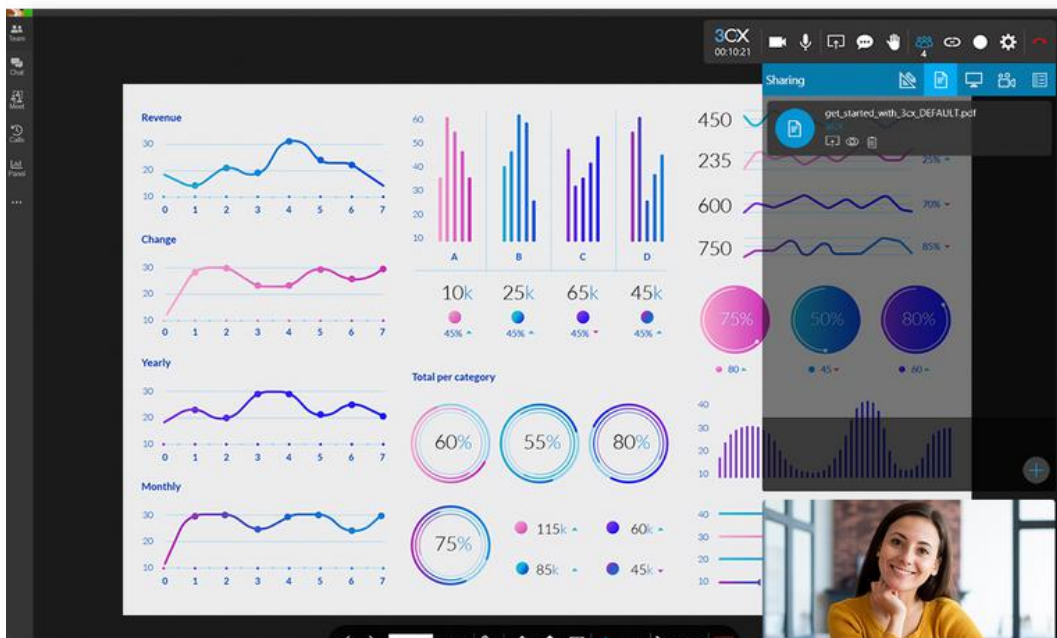 Team
Chat
Meet
Calls
Panel
3CX
00:10:21
4
Sharing
get_started_with_3cx_DEFAULT.pdf
3CX
Revenue
30
20
10
0 1 2 3 4 5 6 7
Change
30
20
10
0 1 2 3 4 5 6 7
Yearly
30
20
10
0 1 2 3 4 5 6 7
Monthly
30
20
10
0 1 2 3 4 5 6 7
60
50
40
30
20
10
A B C D
10k 25k 65k 45k
45% 45% 45% 45%
Total per category
60% 55% 80%
75%
115k 60k
85k 45k
450
235 25%
600 70%
750 85%
75% 50% 80%
80 45 60
40
30
20
10
40
30
20
10